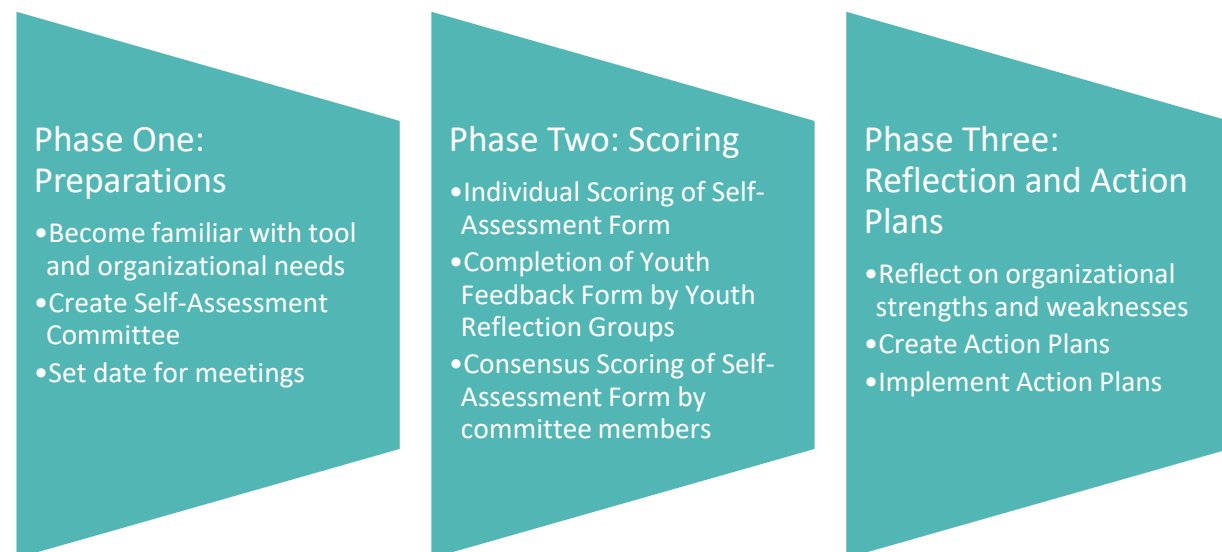 Phase One:
Preparations
•Become familiar with tool
and organizational needs
•Create Self-Assessment
Committee
•Set date for meetings
Phase Two: Scoring
•Individual Scoring of Self-
Assessment Form
•Completion of Youth
Feedback Form by Youth
Reflection Groups
•Consensus Scoring of Self-
Assessment Form by
committee members
Phase Three:
Reflection and Action
Plans
•Reflect on organizational
strengths and weaknesses
•Create Action Plans
•Implement Action Plans